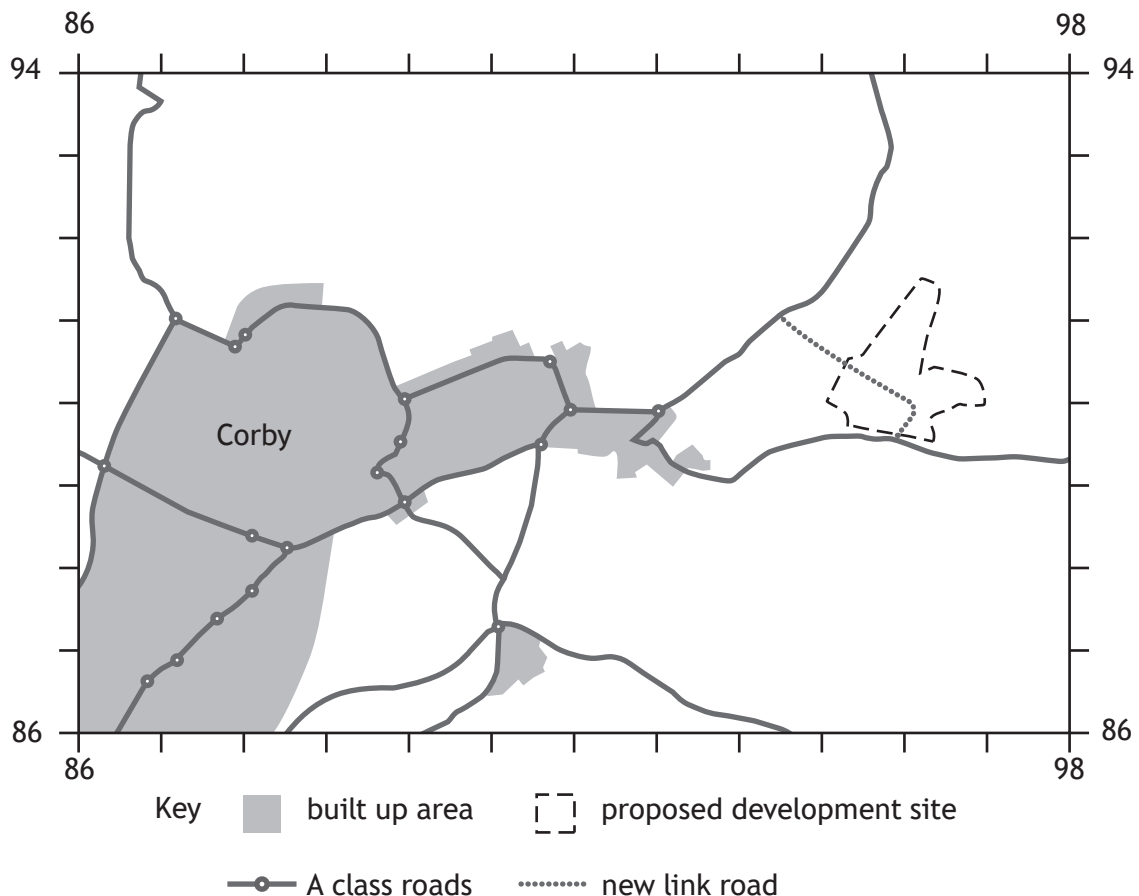 86 98
94 94
Corby
86 86
86 98
Key built up area proposed development site
A class roads new link road